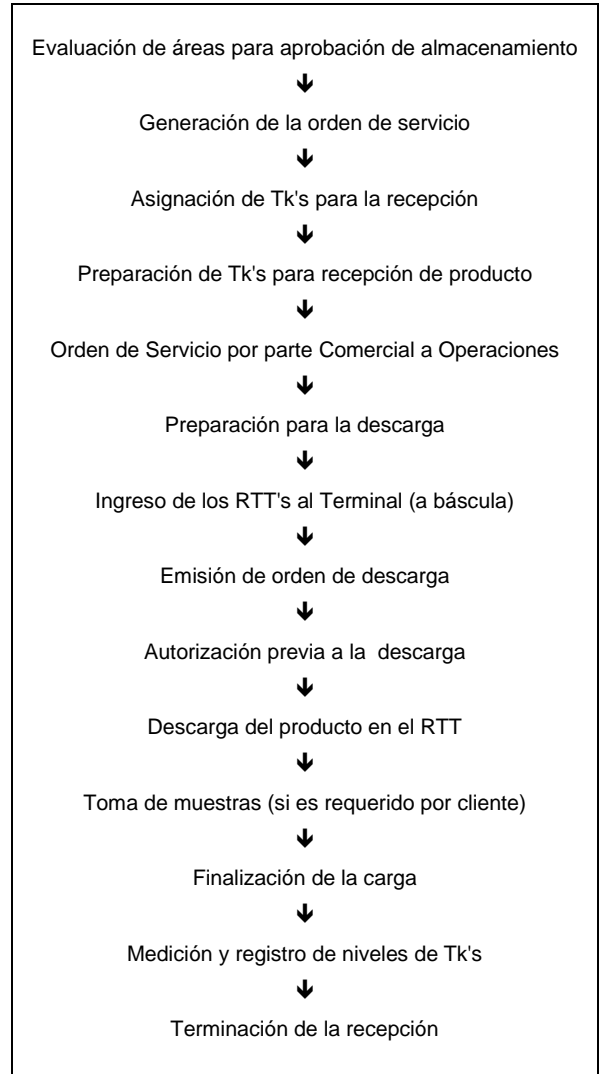 Evaluación de áreas para aprobación de almacenamiento
Generación de la orden de servicio
Asignación de Tk's para la recepción
Preparación de Tk's para recepción de producto
Orden de Servicio por parte Comercial a Operaciones
Preparación para la descarga
Ingreso de los RTT's al Terminal (a báscula)
Emisión de orden de descarga
Autorización previa a la descarga
Descarga del producto en el RTT
Toma de muestras (si es requerido por cliente)
Finalización de la carga
Medición y registro de niveles de Tk's
Terminación de la recepción